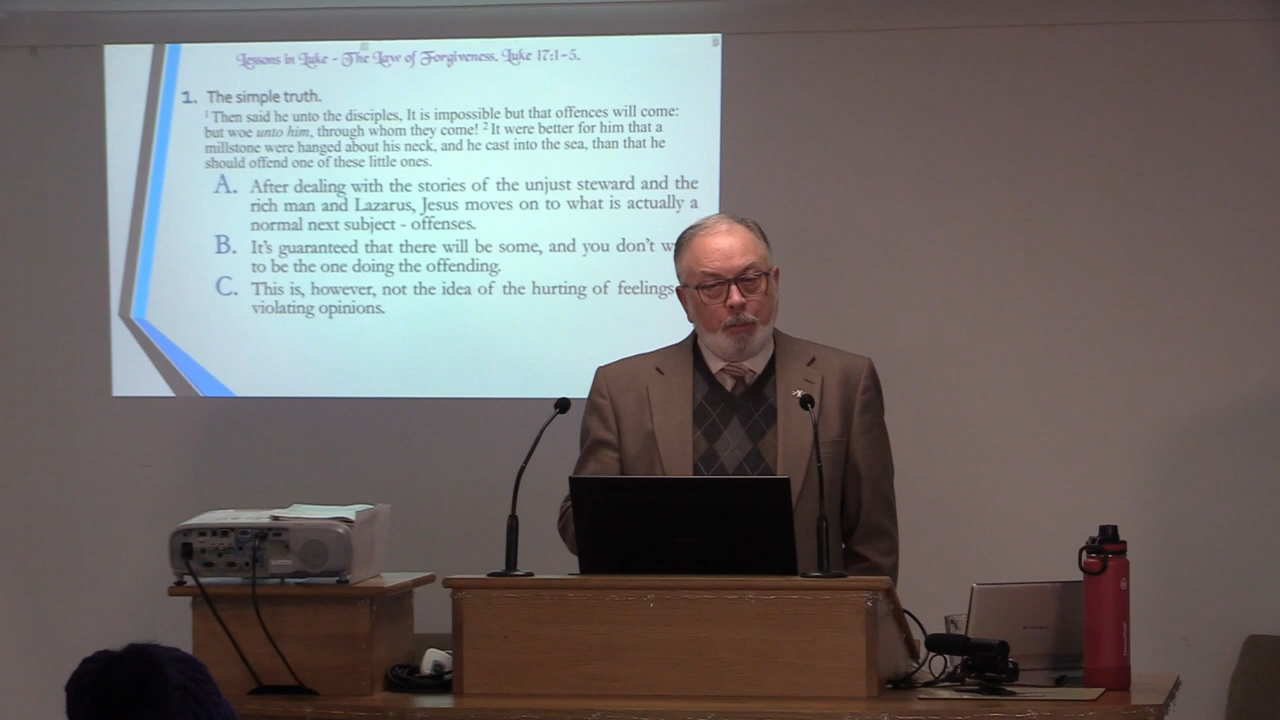 Lessons in Luke - The Law of Forgiveness. Luke 17:1-5.
1. The simple truth.
1 Then said he unto the disciples, It is impossible but that offences will come:
but woe unto him, through whom they come! 2 It were better for him that a
millstone were hanged about his neck, and he cast into the sea, than that he
should offend one of these little ones.
A. After dealing with the stories of the unjust steward and the
rich man and Lazarus, Jesus moves on to what is actually a
normal next subject - offenses.
B. It's guaranteed that there will be some, and you don't w
to be the one doing the offending.
C. This is, however, not the idea of the hurting of feelings
violating opinions.